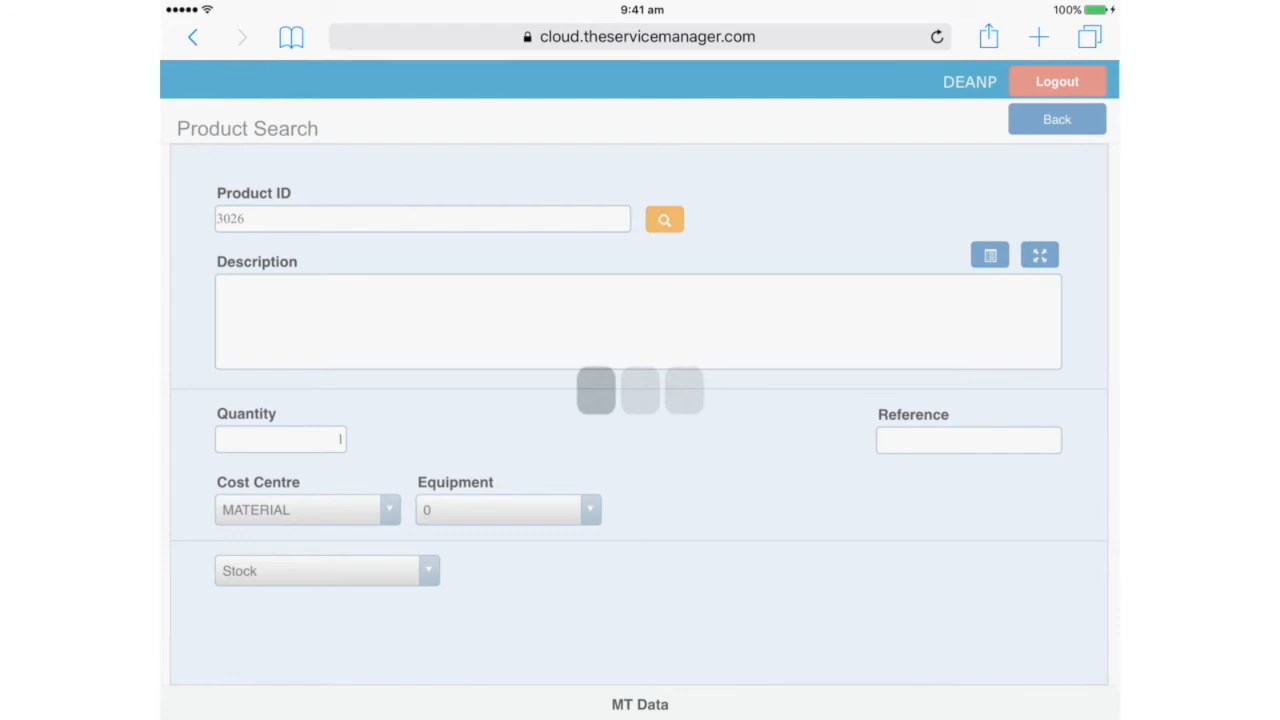 9:41 am
100%
cloud.theservicemanager.com
DEANP
Logout
Back
Product Search
Product ID
3026
Description
Quantity
Reference
Cost Centre
Equipment
MATERIAL
0
Stock
MT Data